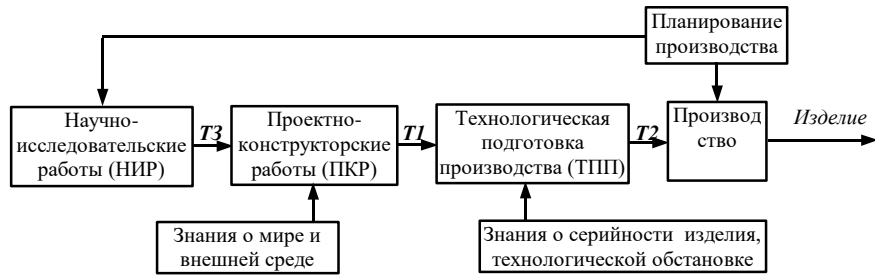 Планирование
производства
Научно-
исследовательские
работы (НИР)
ТЗ
Проектно-
конструкторские
работы (ПКР)
Т1
Технологическая
подготовка
производства (ТПП)
Т2
Производ
ство
Изделие
Знания о мире и
внешней среде
Знания о серийности изделия,
технологической обстановке